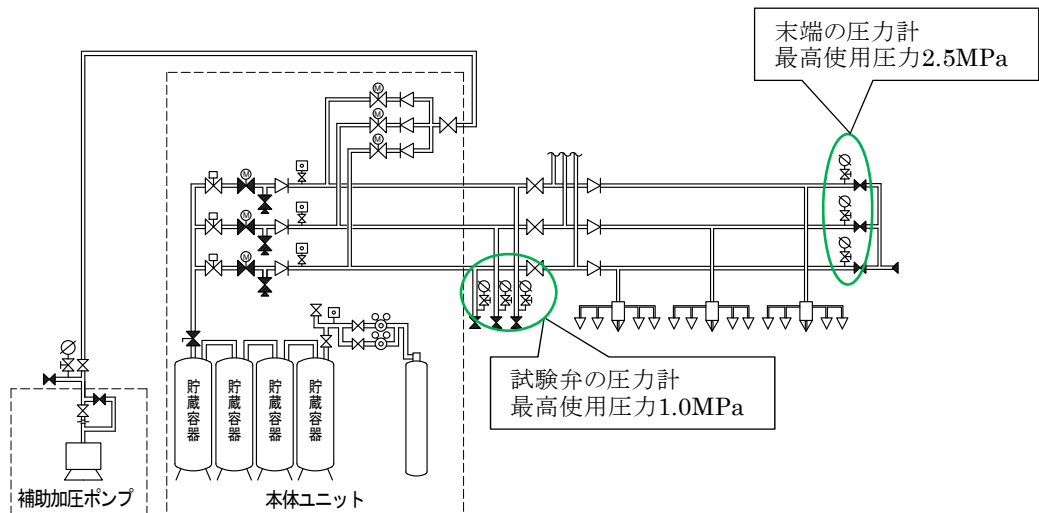 末端の圧力計
最高使用圧力2.5MPa
M
M
M
M
M
M
試験弁の圧力計
最高使用圧力1.0MPa
貯蔵容器
貯蔵容器
貯蔵容器
貯蔵容器
補助加圧ポンプ
本体ユニット